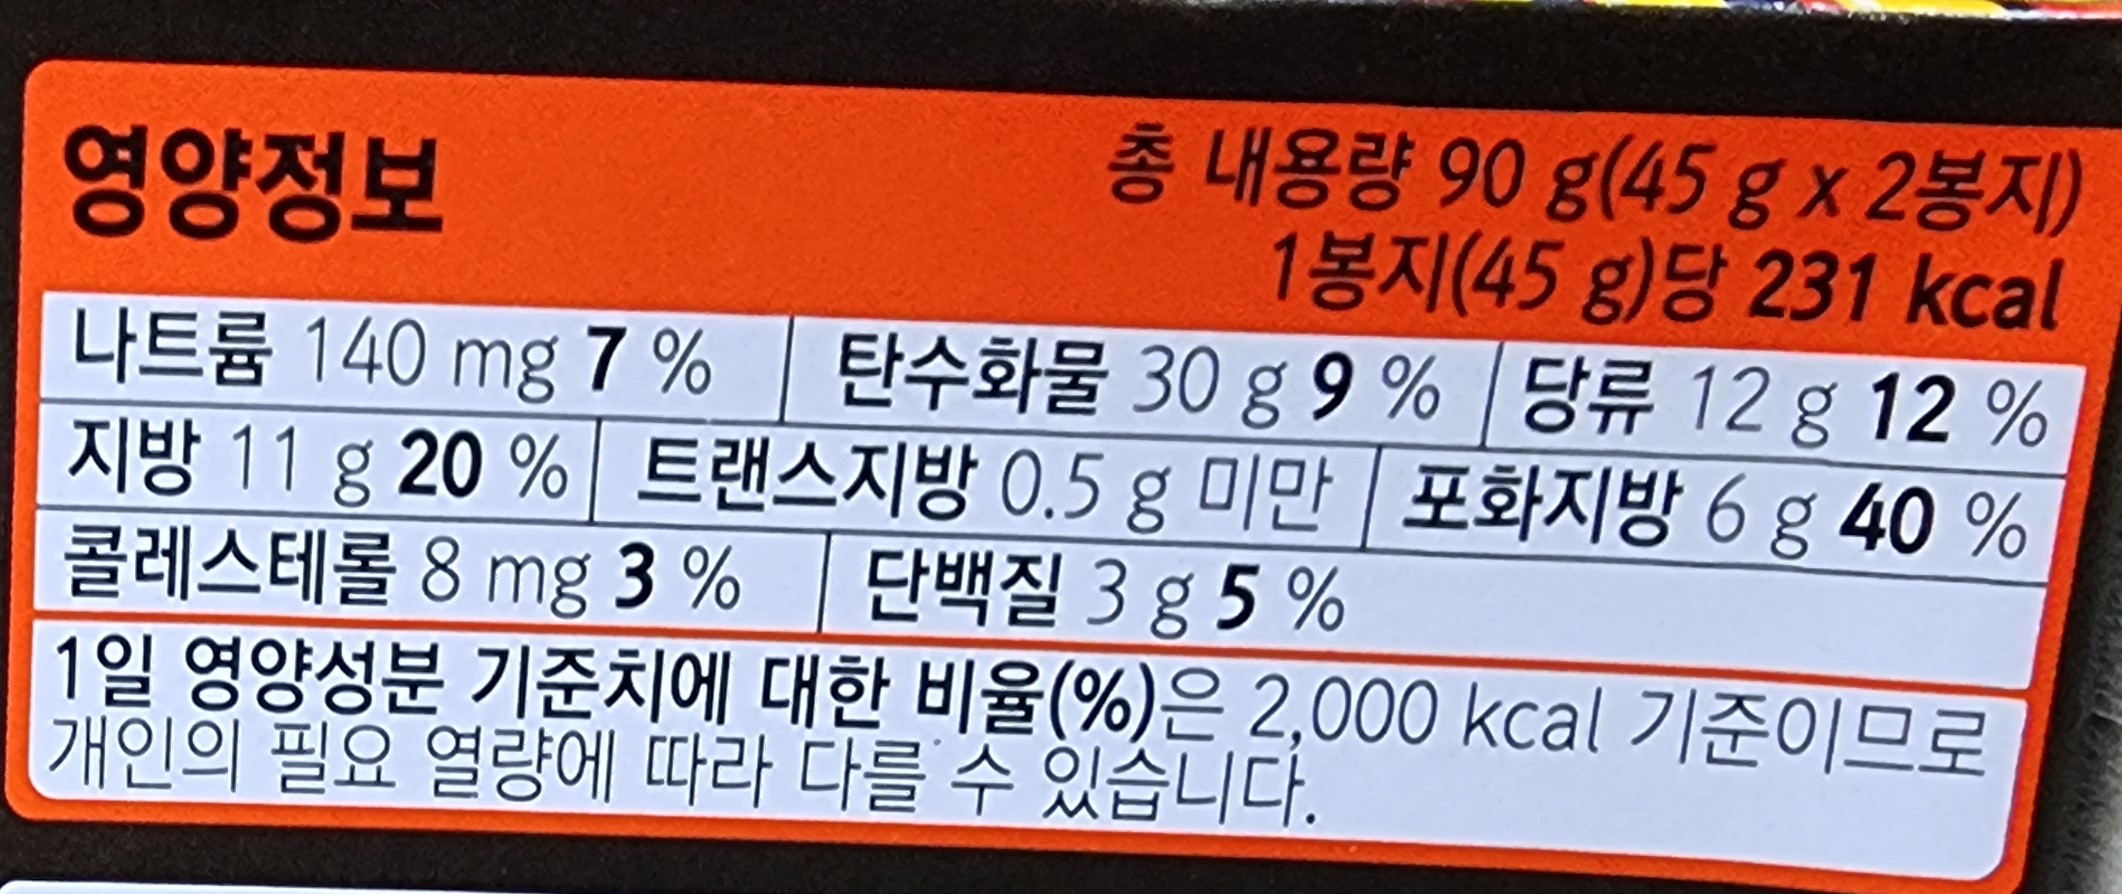 영양정보
총 내용량 90 g(45 g x 2봉지)
1봉지(45 g)당 231 kcal
나트륨 140 mg 7 % 탄수화물 30 g 9 % 당류 12 g 12 %
지방 11 g 20 % 트랜스지방 0.5 g 미만 포화지방 6 g 40 %
콜레스테롤 8 mg 3 % 단백질 3 g 5 %
1일 영양성분 기준치에 대한 비율(%)은 2,000 kcal 기준이므로
개인의 필요 열량에 따라 다를 수 있습니다.